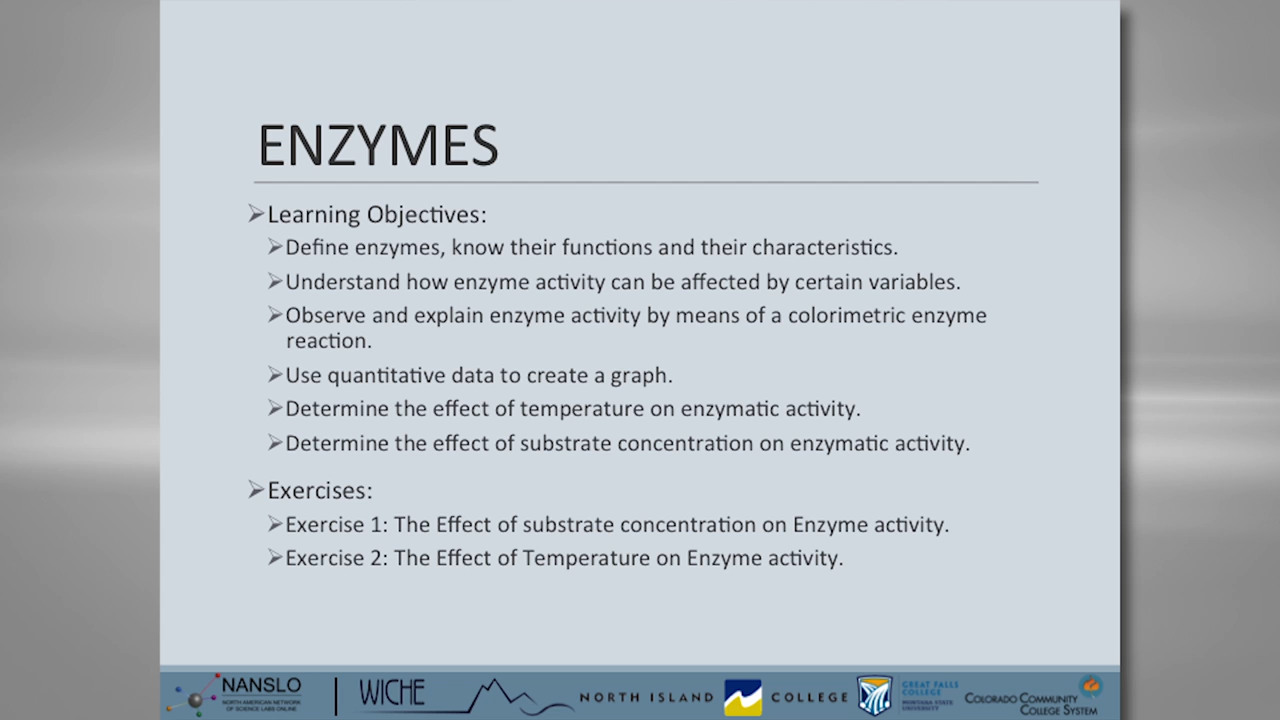 ENZYMES
➢Learning Objectives:
➢Define enzymes, know their functions and their characteristics.
➢Understand how enzyme activity can be affected by certain variables.
➢Observe and explain enzyme activity by means of a colorimetric enzyme
reaction.
➢Use quantitative data to create a graph.
➢Determine the effect of temperature on enzymatic activity.
➢Determine the effect of substrate concentration on enzymatic activity.
➢Exercises:
➢Exercise 1: The Effect of substrate concentration on Enzyme activity.
➢Exercise 2: The Effect of Temperature on Enzyme activity.
NANSLO
NORTH AMERICAN NETWORK
OF SCIENCE LABS ONLINE
WICHE
NORTH ISLAND COLLEGE
GREAT FALLS
COLLEGE
MONTANA STATE
UNIVERSITY
COLORADO COMMUNITY
COLLEGE SYSTEM